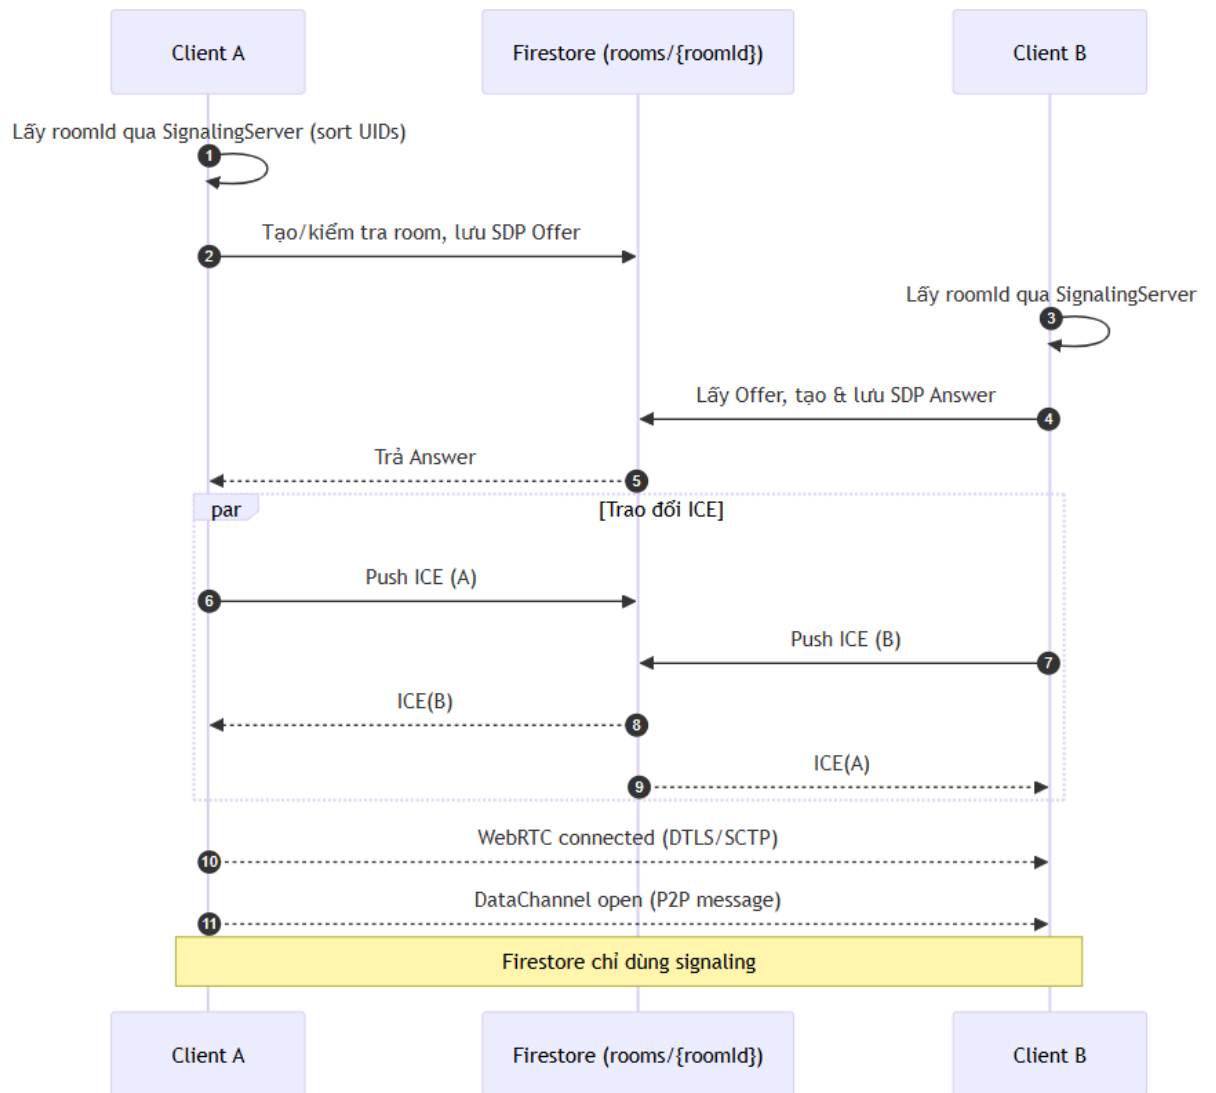 Client A
Firestore (rooms/{roomId})
Client B
Lấy roomId qua SignalingServer (sort UIDs)
1
Tạo/kiểm tra room, lưu SDP Offer
2
Lấy roomId qua SignalingServer
3
Lấy Offer, tạo & lưu SDP Answer
4
Trả Answer
5
par
[Trao đổi ICE]
Push ICE (A)
6
Push ICE (B)
7
ICE(B)
8
ICE(A)
9
WebRTC connected (DTLS/SCTP)
10
DataChannel open (P2P message)
11
Firestore chỉ dùng signaling
Client A
Firestore (rooms/{roomId})
Client B